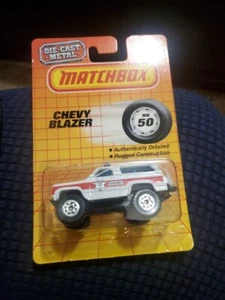 DIE-CAST
METAL
MATCHBOX
CHEVY
BLAZER
MB
50
• Authentically Detailed
• Rugged Construction